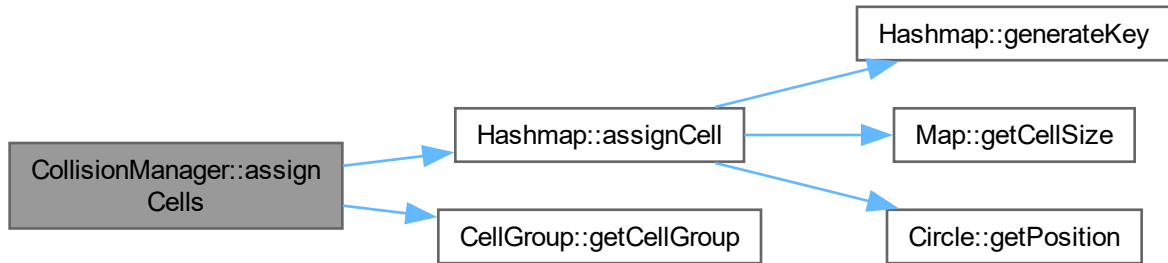 CollisionManager::assign
Cells
Hashmap::assignCell
CellGroup::getCellGroup
Hashmap::generateKey
Map::getCellSize
Circle::getPosition